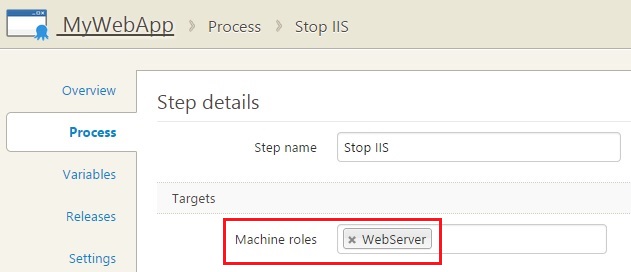 MyWebApp › Process › Stop IIS
Overview
Step details
Process
Step name Stop IIS
Variables
Targets
Releases
Machine roles × WebServer
Settings